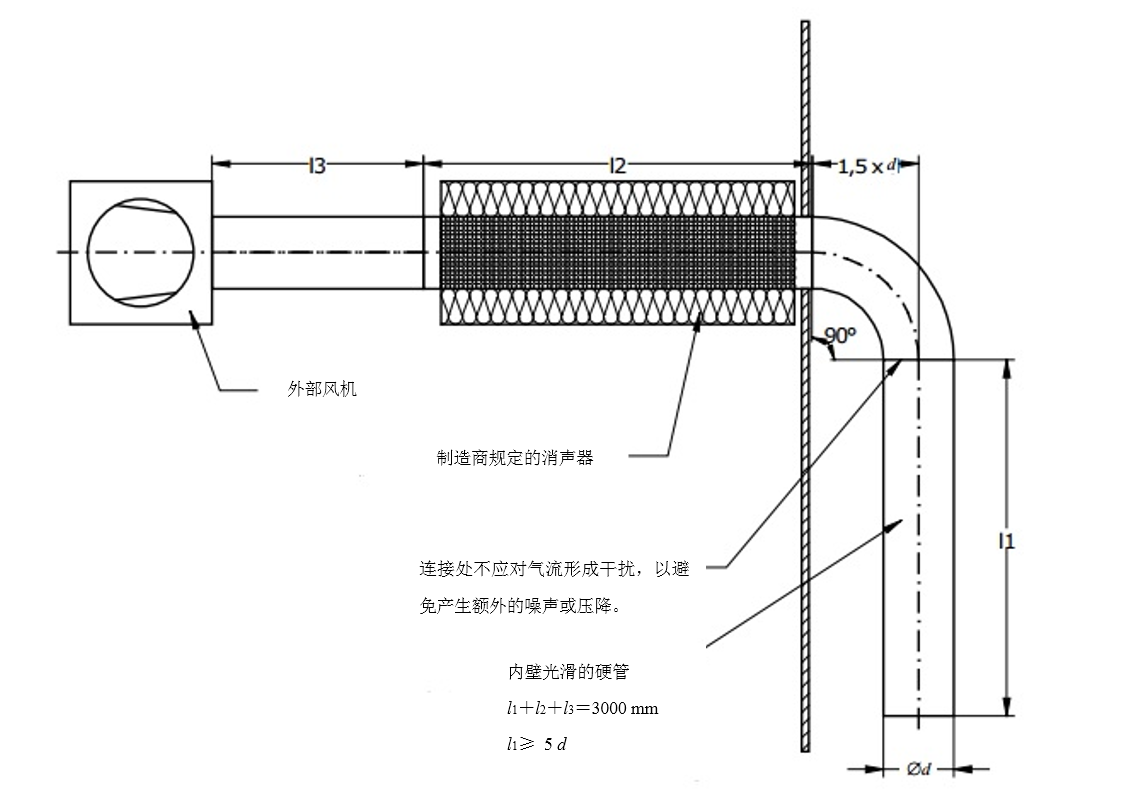 l3
l2
1,5 x d
90°
外部风机
制造商规定的消声器
l1
连接处不应对气流形成干扰，以避
免产生额外的噪声或压降。
内壁光滑的硬管
l1＋l2＋l3＝3000 mm
l1≥ 5 d
Ød